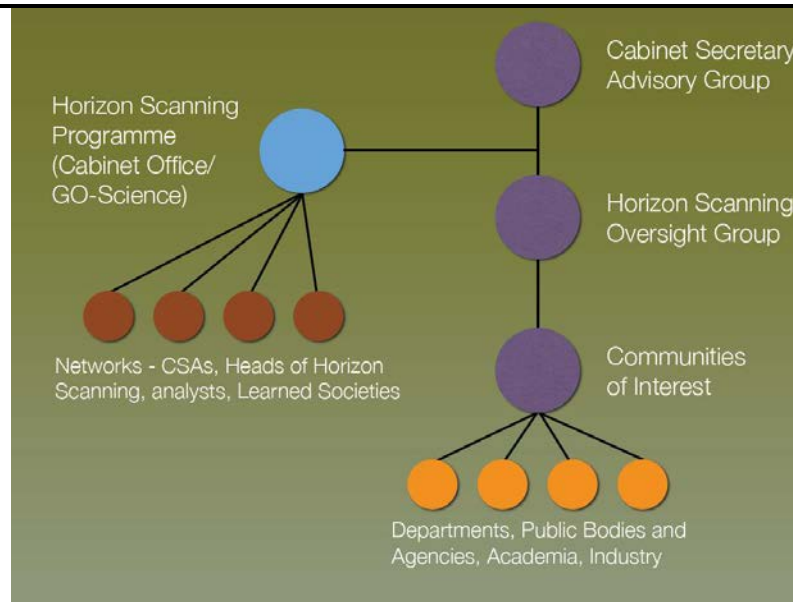 Cabinet Secretary
Advisory Group
Horizon Scanning
Programme
(Cabinet Office/
GO-Science)
Horizon Scanning
Oversight Group
Networks - CSAs, Heads of Horizon
Scanning, analysts, Learned Societies
Communities
of Interest
Departments, Public Bodies and
Agencies, Academia, Industry